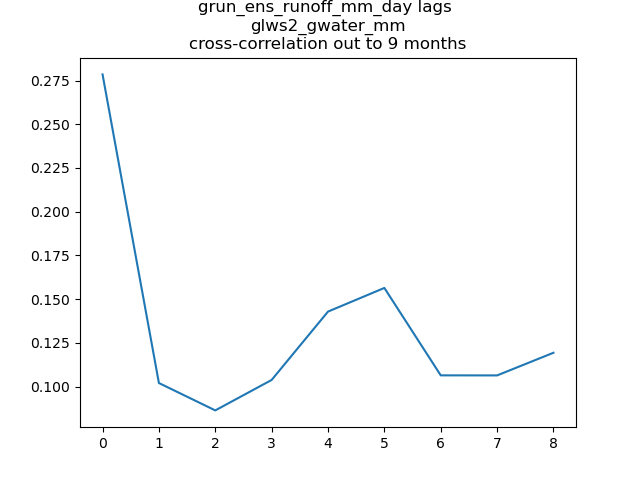 grun_ens_runoff_mm_day lags
glws2_gwater_mm
cross-correlation out to 9 months
0.275
0.250
0.225
0.200
0.175
0.150
0.125
0.100
0 1 2 3 4 5 6 7 8